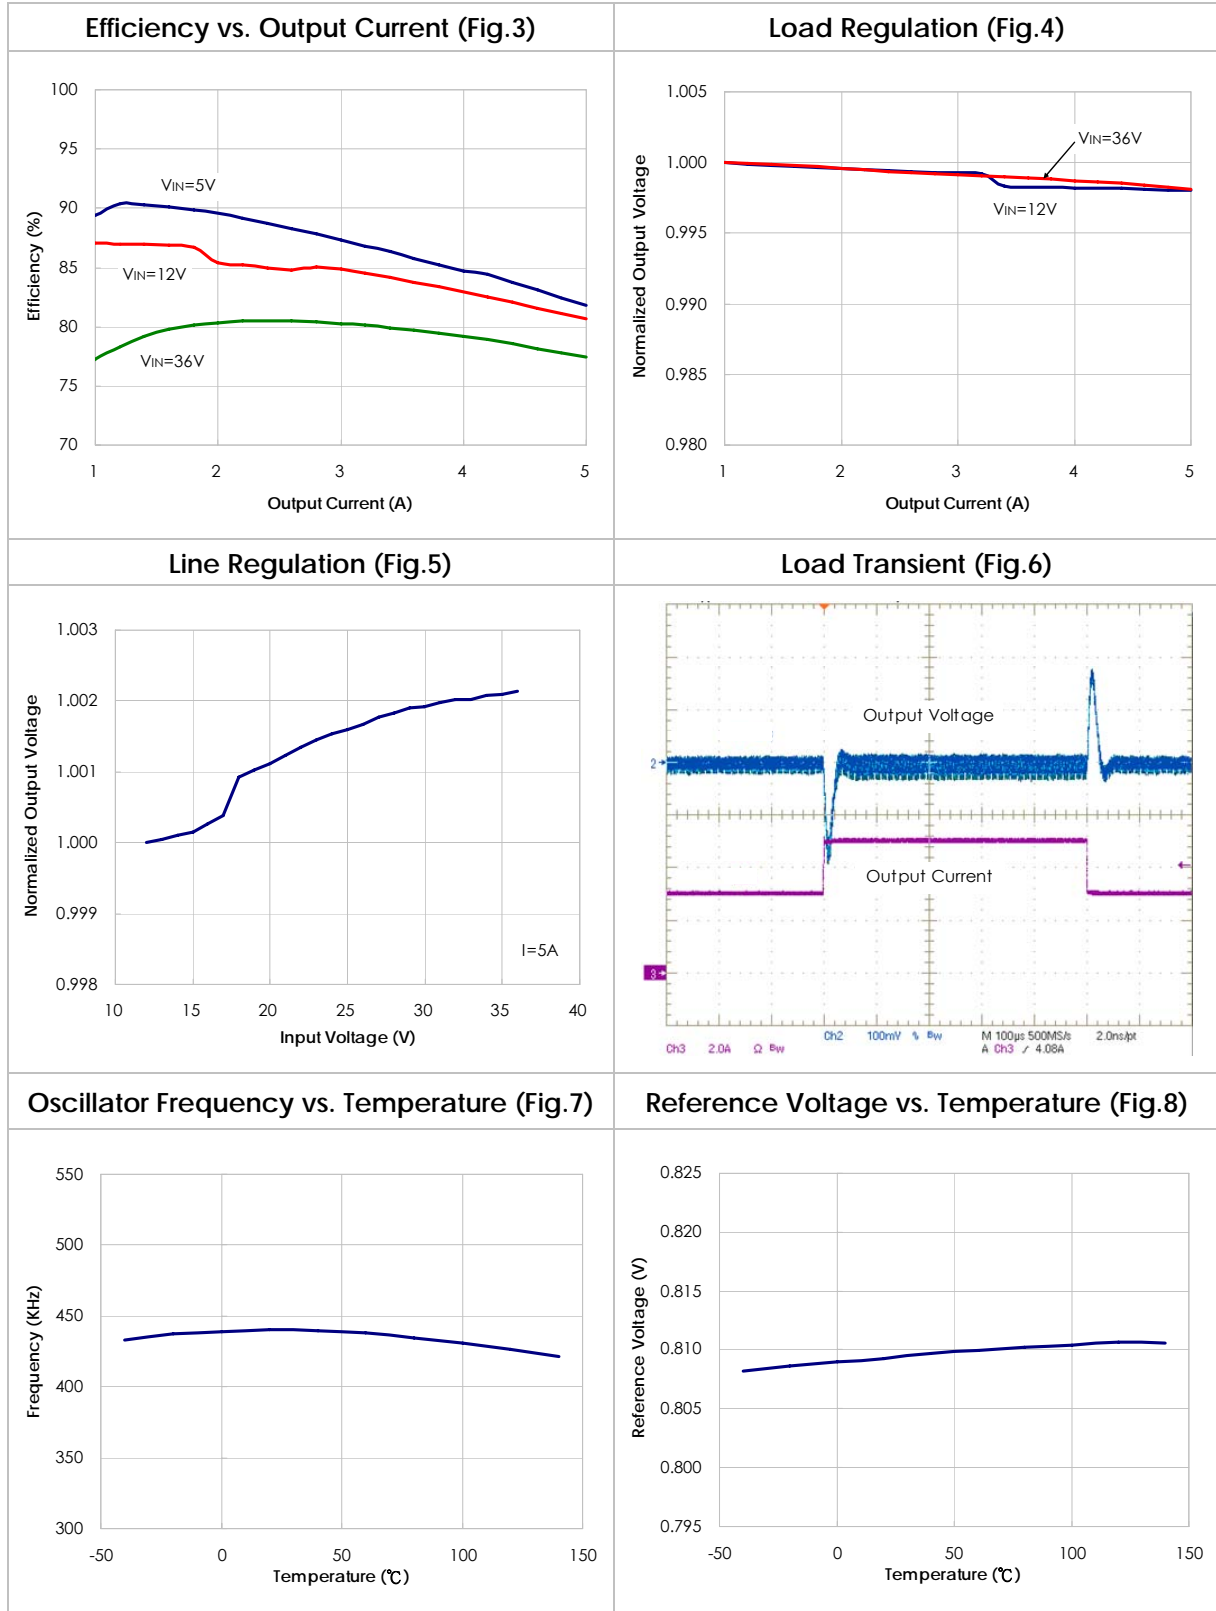 Efficiency vs. Output Current (Fig.3)
100
95
90
85
80
75
70
Efficiency (%)
VIN=5V
VIN=12V
VIN=36V
1 2 3 4 5
Output Current (A)
Load Regulation (Fig.4)
1.005
1.000
0.995
0.990
0.985
0.980
Normalized Output Voltage
VIN=36V
VIN=12V
1 2 3 4 5
Output Current (A)
Line Regulation (Fig.5)
1.003
1.002
1.001
1.000
0.999
0.998
Normalized Output Voltage
I=5A
10 15 20 25 30 35 40
Input Voltage (V)
Load Transient (Fig.6)
Output Voltage
2
Output Current
3
Ch2 100mV % BW M 100µs 500MS/s 2.0ns/pt
Ch3 2.0A Ω BW A Ch3 / 4.08A
Oscillator Frequency vs. Temperature (Fig.7)
550
500
450
400
350
300
Frequency (KHz)
-50 0 50 100 150
Temperature (℃)
Reference Voltage vs. Temperature (Fig.8)
0.825
0.820
0.815
0.810
0.805
0.800
0.795
Reference Voltage (V)
-50 0 50 100 150
Temperature (℃)